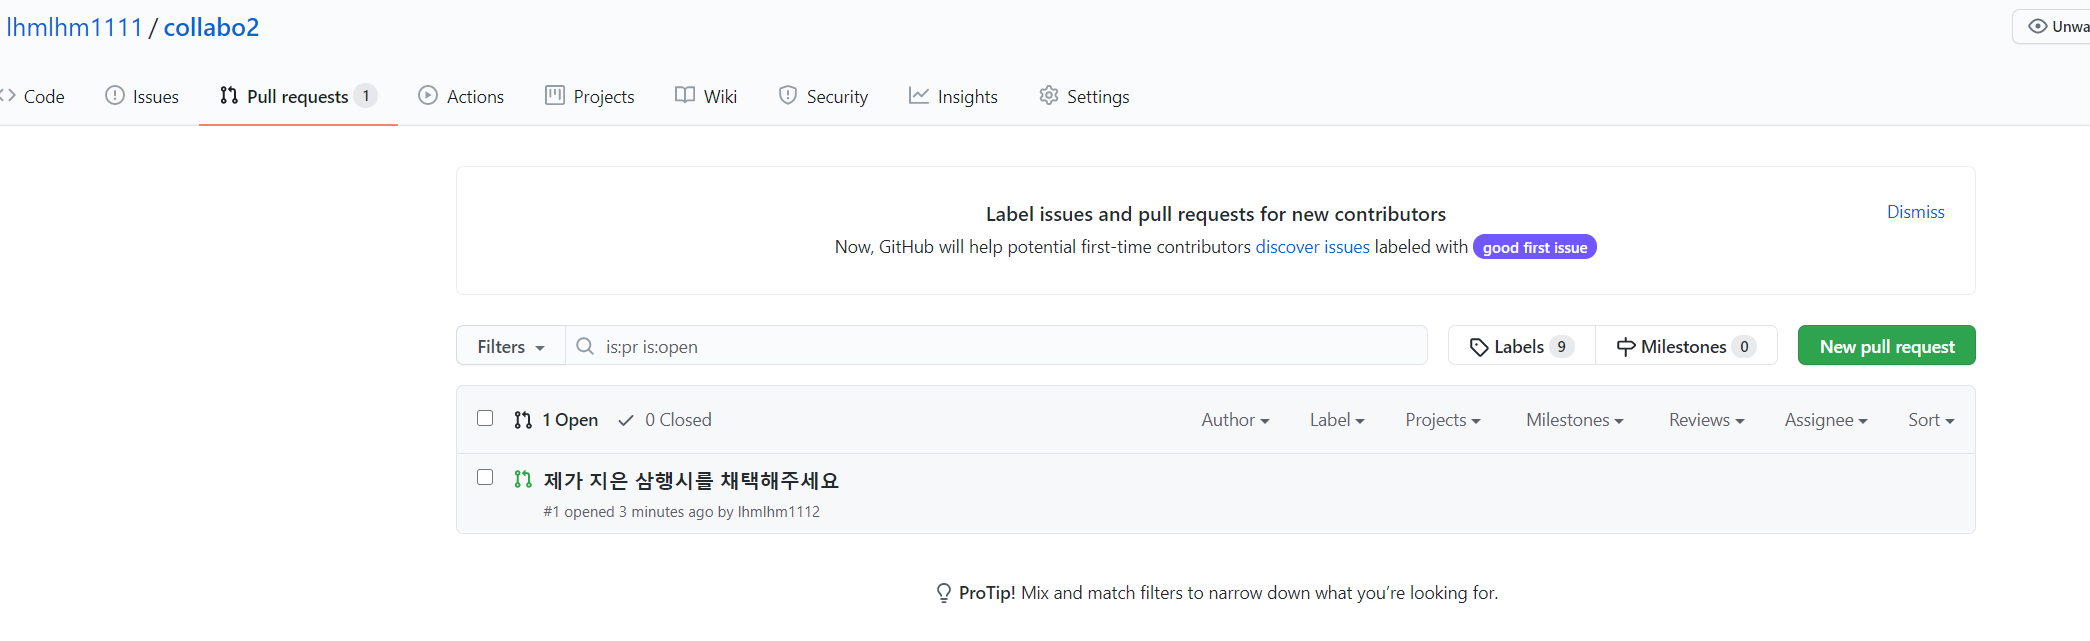 lhmlhm1111 / collabo2
Unwa
Code Issues Pull requests 1 Actions Projects Wiki Security Insights Settings
Label issues and pull requests for new contributors
Dismiss
Now, GitHub will help potential first-time contributors discover issues labeled with good first issue
Filters is:pr is:open Labels 9 Milestones 0 New pull request
1 Open 0 Closed Author Label Projects Milestones Reviews Assignee Sort
제가 지은 삼행시를 채택해주세요
#1 opened 3 minutes ago by lhmlhm1112
ProTip! Mix and match filters to narrow down what you’re looking for.